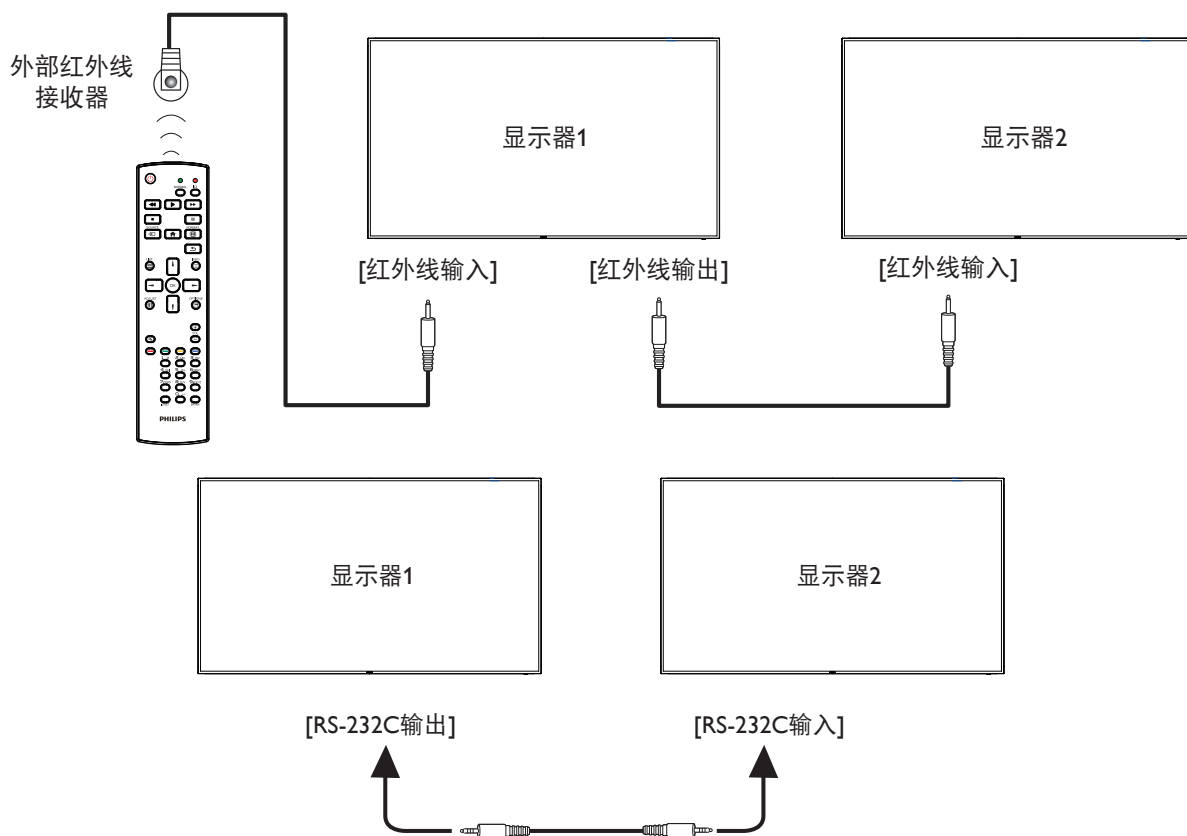 外部红外线
接收器
显示器1
显示器2
[红外线输入]
[红外线输出]
[红外线输入]
PHILIPS
显示器1
显示器2
[RS-232C输出]
[RS-232C输入]